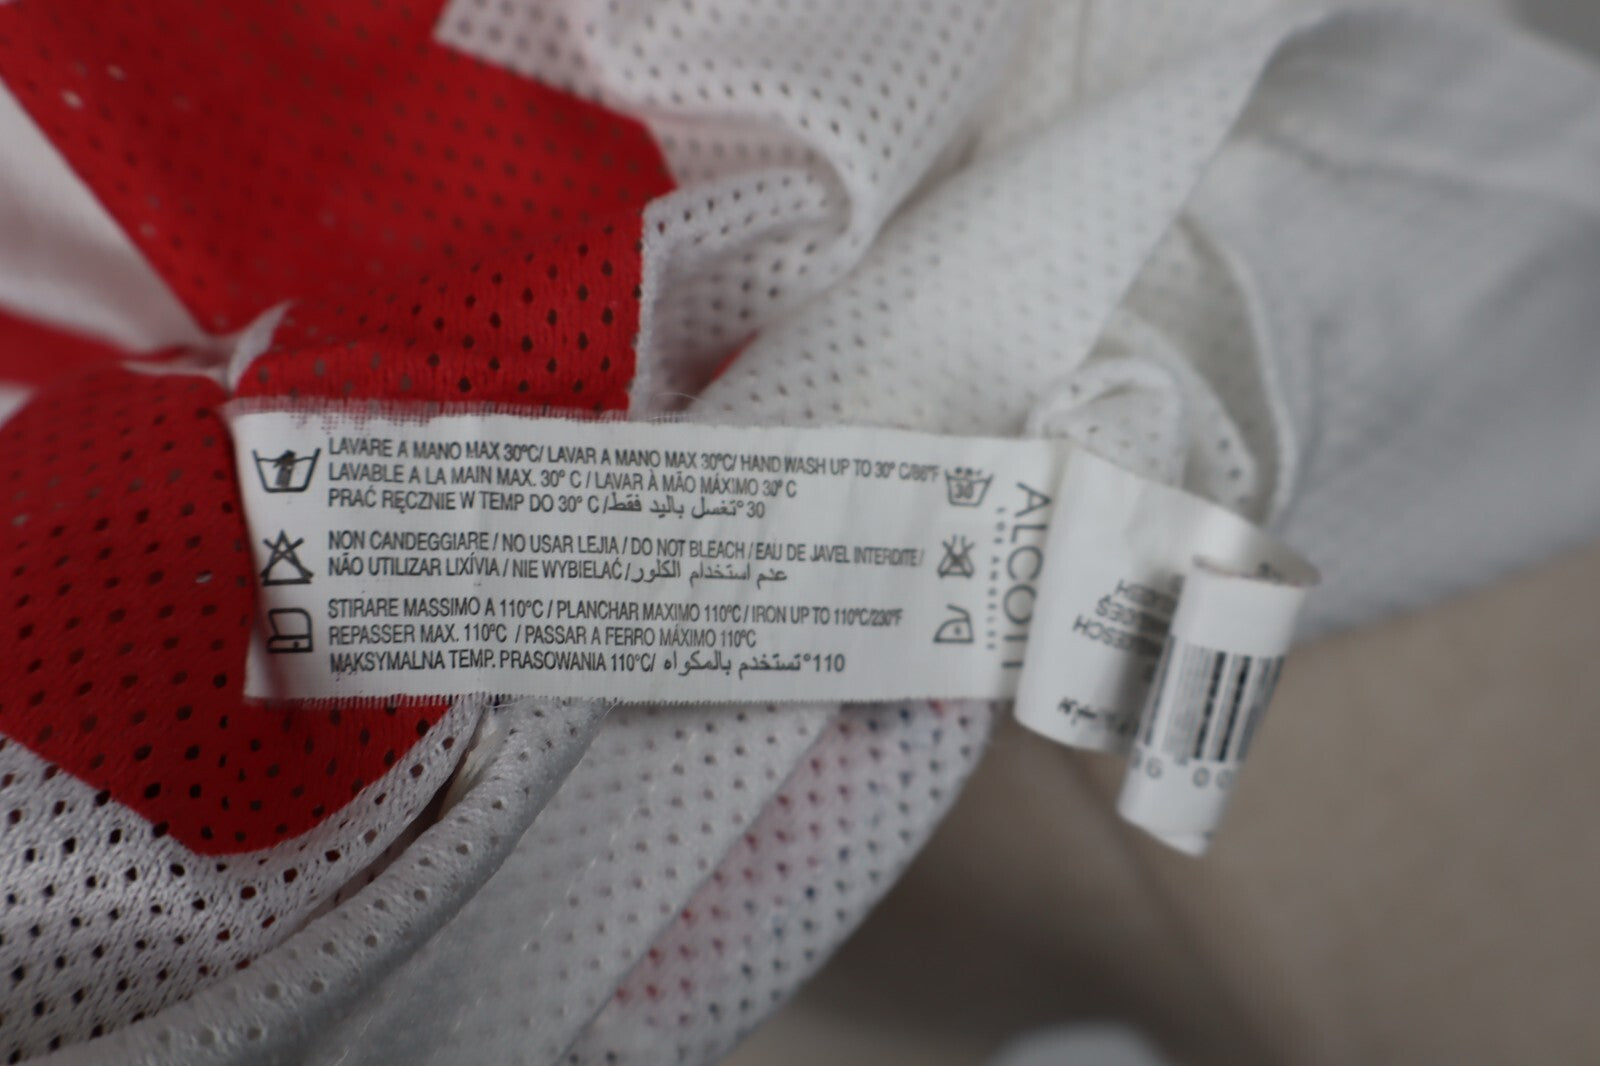 LAVARE A MANO MAX 30°C/ LAVAR A MANO MAX 30°C/ HAND WASH UP TO 30° C/86°F
LAVABLE A LA MAIN MAX. 30° C / LAVAR À MÃO MÁXIMO 30° C
PRAĆ RĘCZNIE W TEMP DO 30° C /تغسل باليد فقط°30
NON CANDEGGIARE / NO USAR LEJIA / DO NOT BLEACH / EAU DE JAVEL INTERDITE /
NÃO UTILIZAR LIXÍVIA / NIE WYBIELAĆ / عدم استخدام الكلور
STIRARE MASSIMO A 110°C / PLANCHAR MAXIMO 110°C / IRON UP TO 110°C/230°F
REPASSER MAX. 110°C / PASSAR A FERRO MÁXIMO 110°C
MAKSYMALNA TEMP. PRASOWANIA 110°C/ تستخدم بالمكواه°110
30
ALCOTT
LOS ANGELES